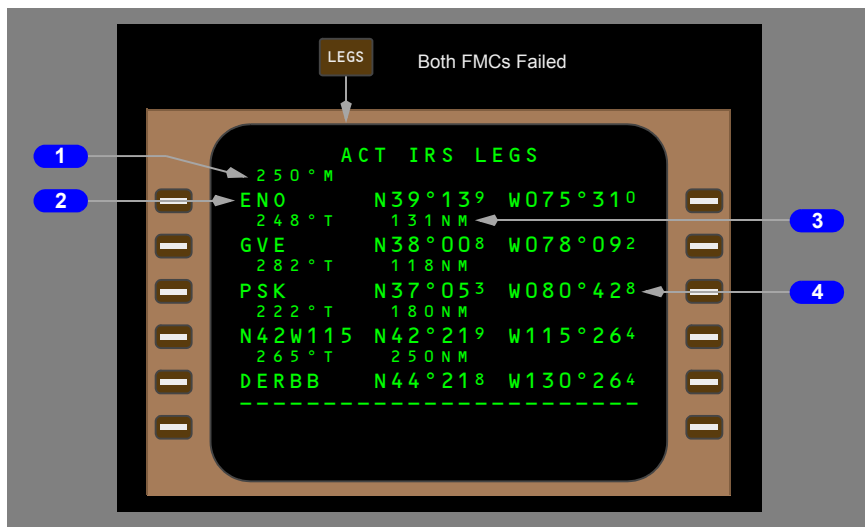 LEGS
Both FMCs Failed
ACT IRS LEGS
1
250°M
2
ENO N39°139 W075°310
248°T 131NM
3
GVE N38°008 W078°092
282°T 118NM
PSK N37°053 W080°428
4
222°T 180NM
N42W115 N42°219 W115°264
265°T 250NM
DERBB N44°218 W130°264
------------------------